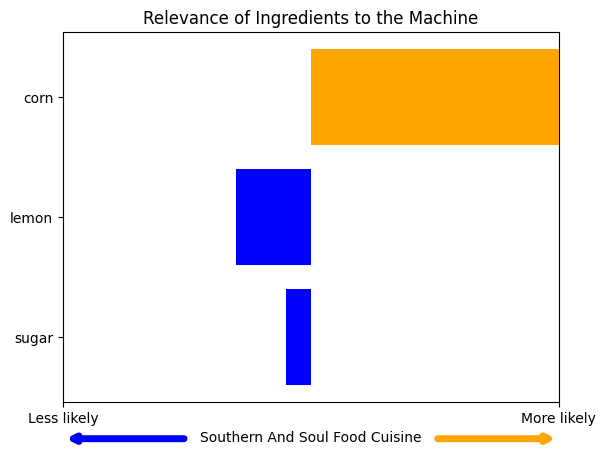 Relevance of Ingredients to the Machine
corn
lemon
sugar
Less likely
More likely
Southern And Soul Food Cuisine